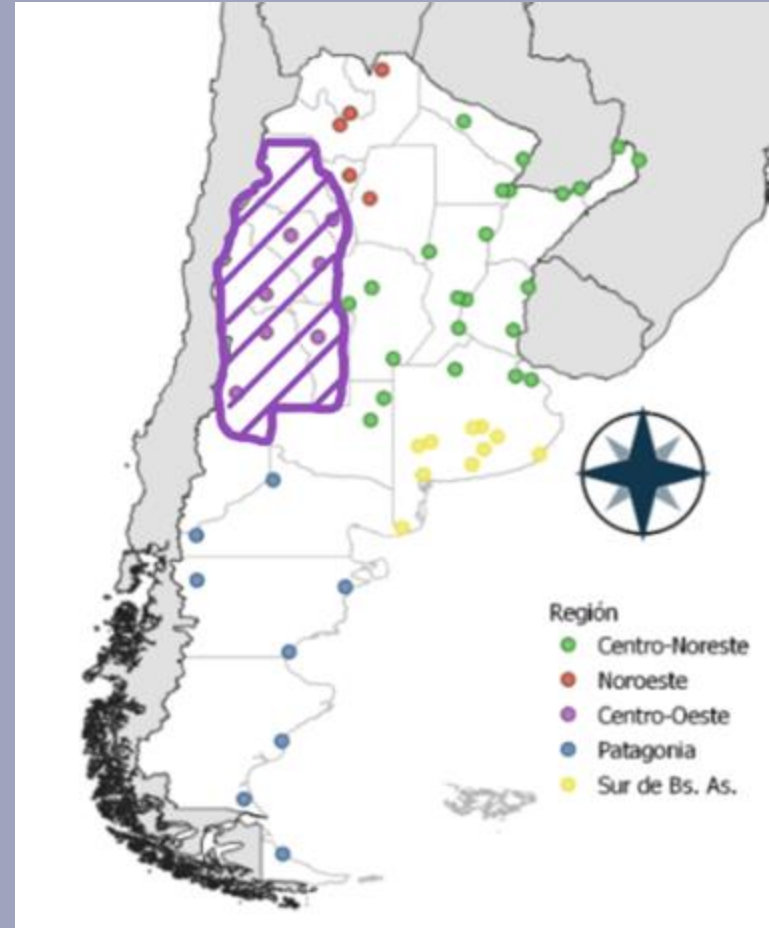 Región
Centro-Noreste
Noroeste
Centro-Oeste
Patagonia
Sur de Bs. As.